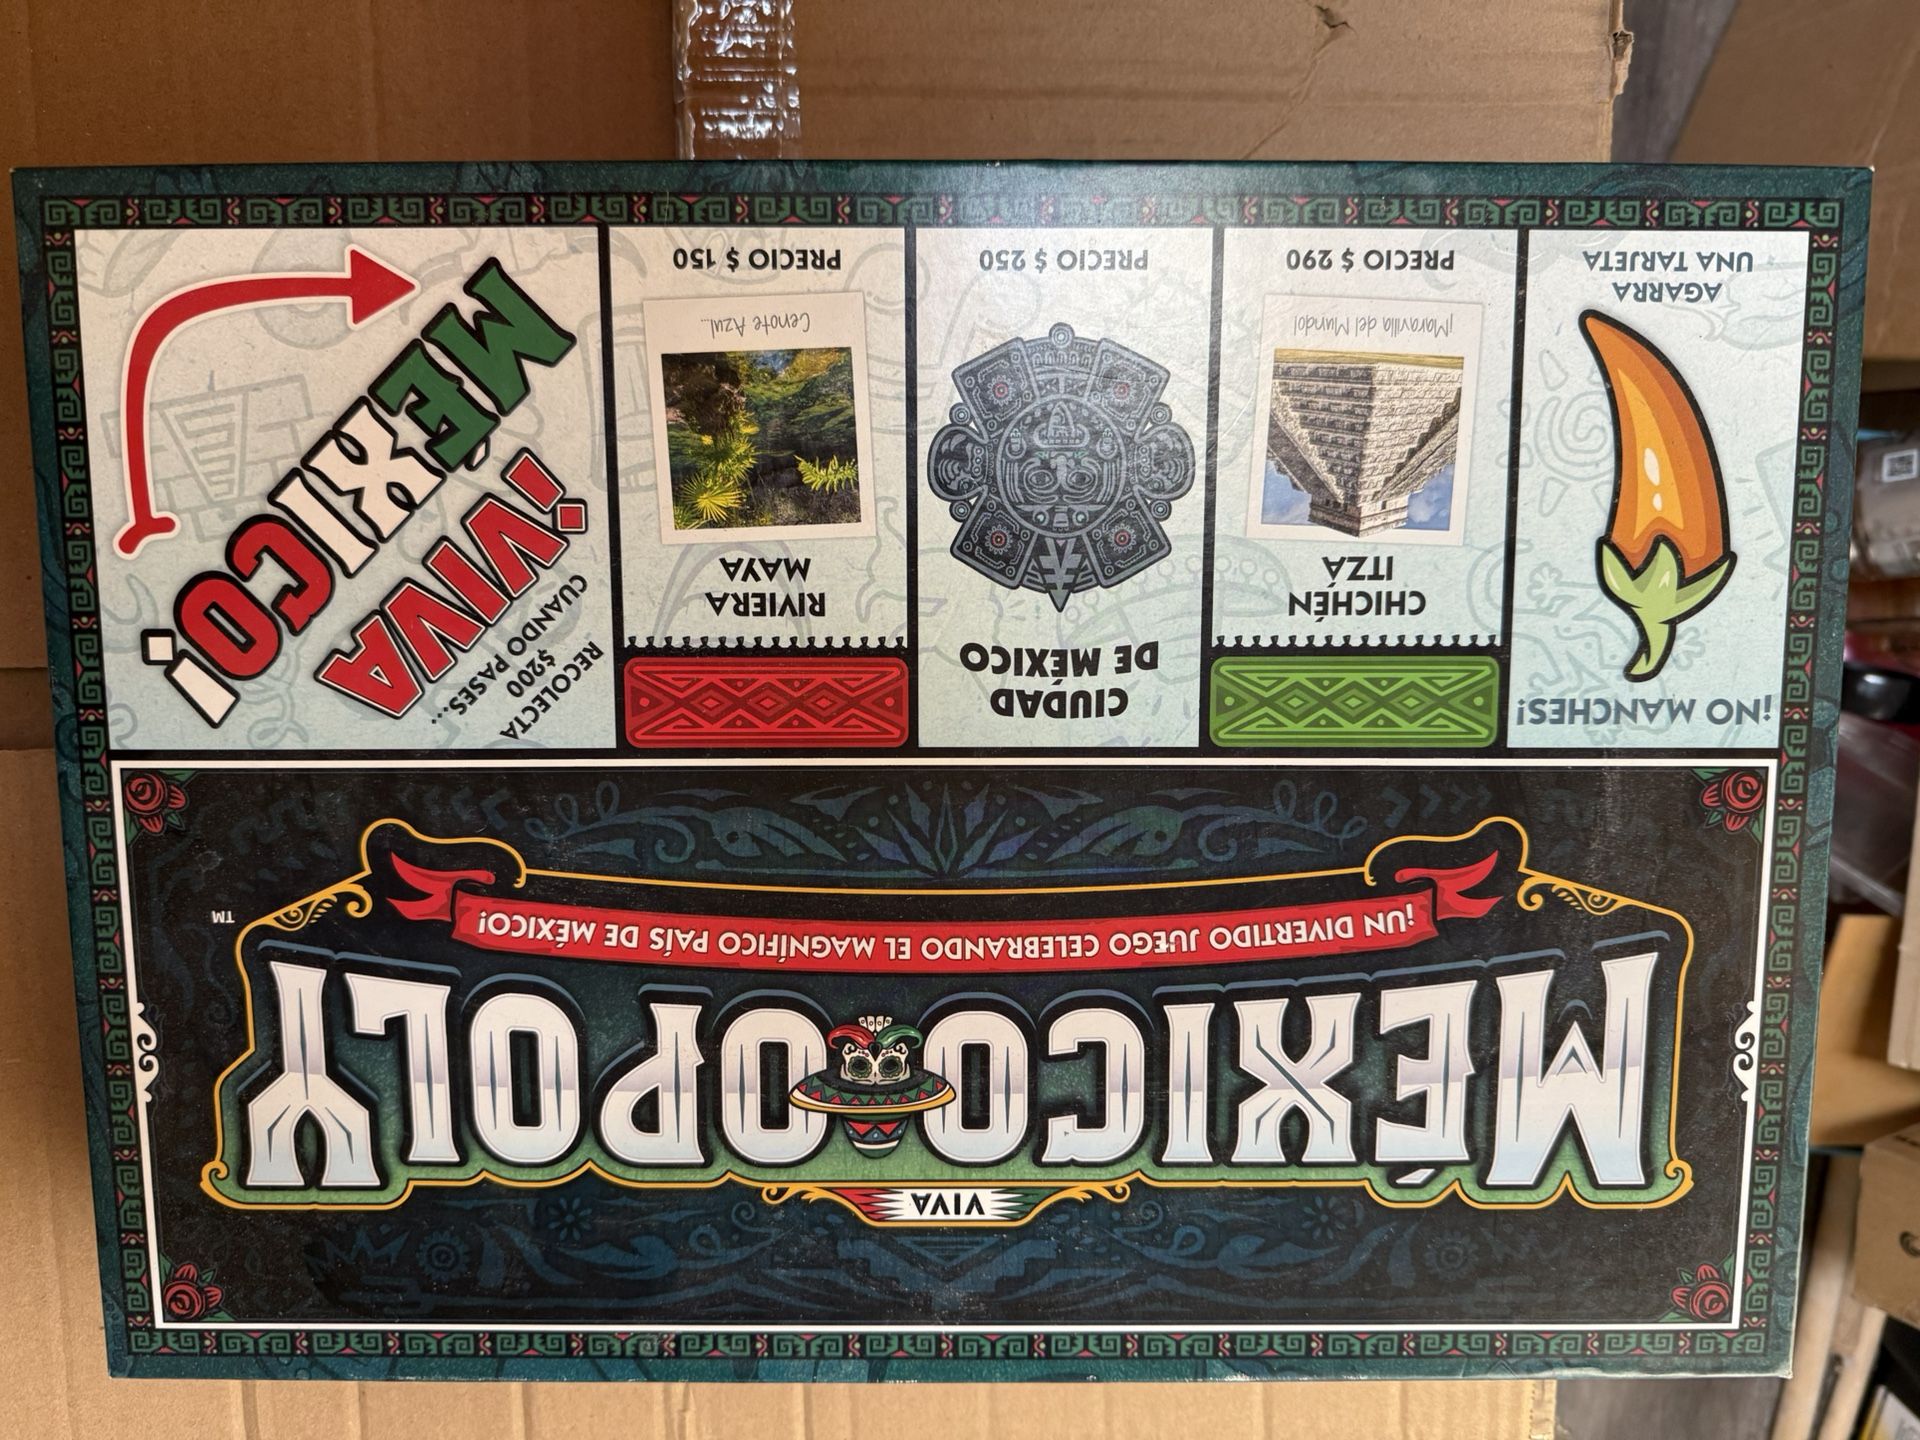 VIVA
MÉXICO-OPOLY
¡UN DIVERTIDO JUEGO CELEBRANDO EL MAGNÍFICO PAÍS DE MÉXICO!
TM
¡NO MANCHES!
AGARRA
UNA TARJETA
CHICHÉN
ITZÁ
¡Maravilla del Mundo!
PRECIO $ 290
CIUDAD
DE MÉXICO
PRECIO $ 250
RIVIERA
MAYA
Cenote Azul...
PRECIO $ 150
RECOLECTA
$200
CUANDO PASES...
¡VIVA
MÉXICO!